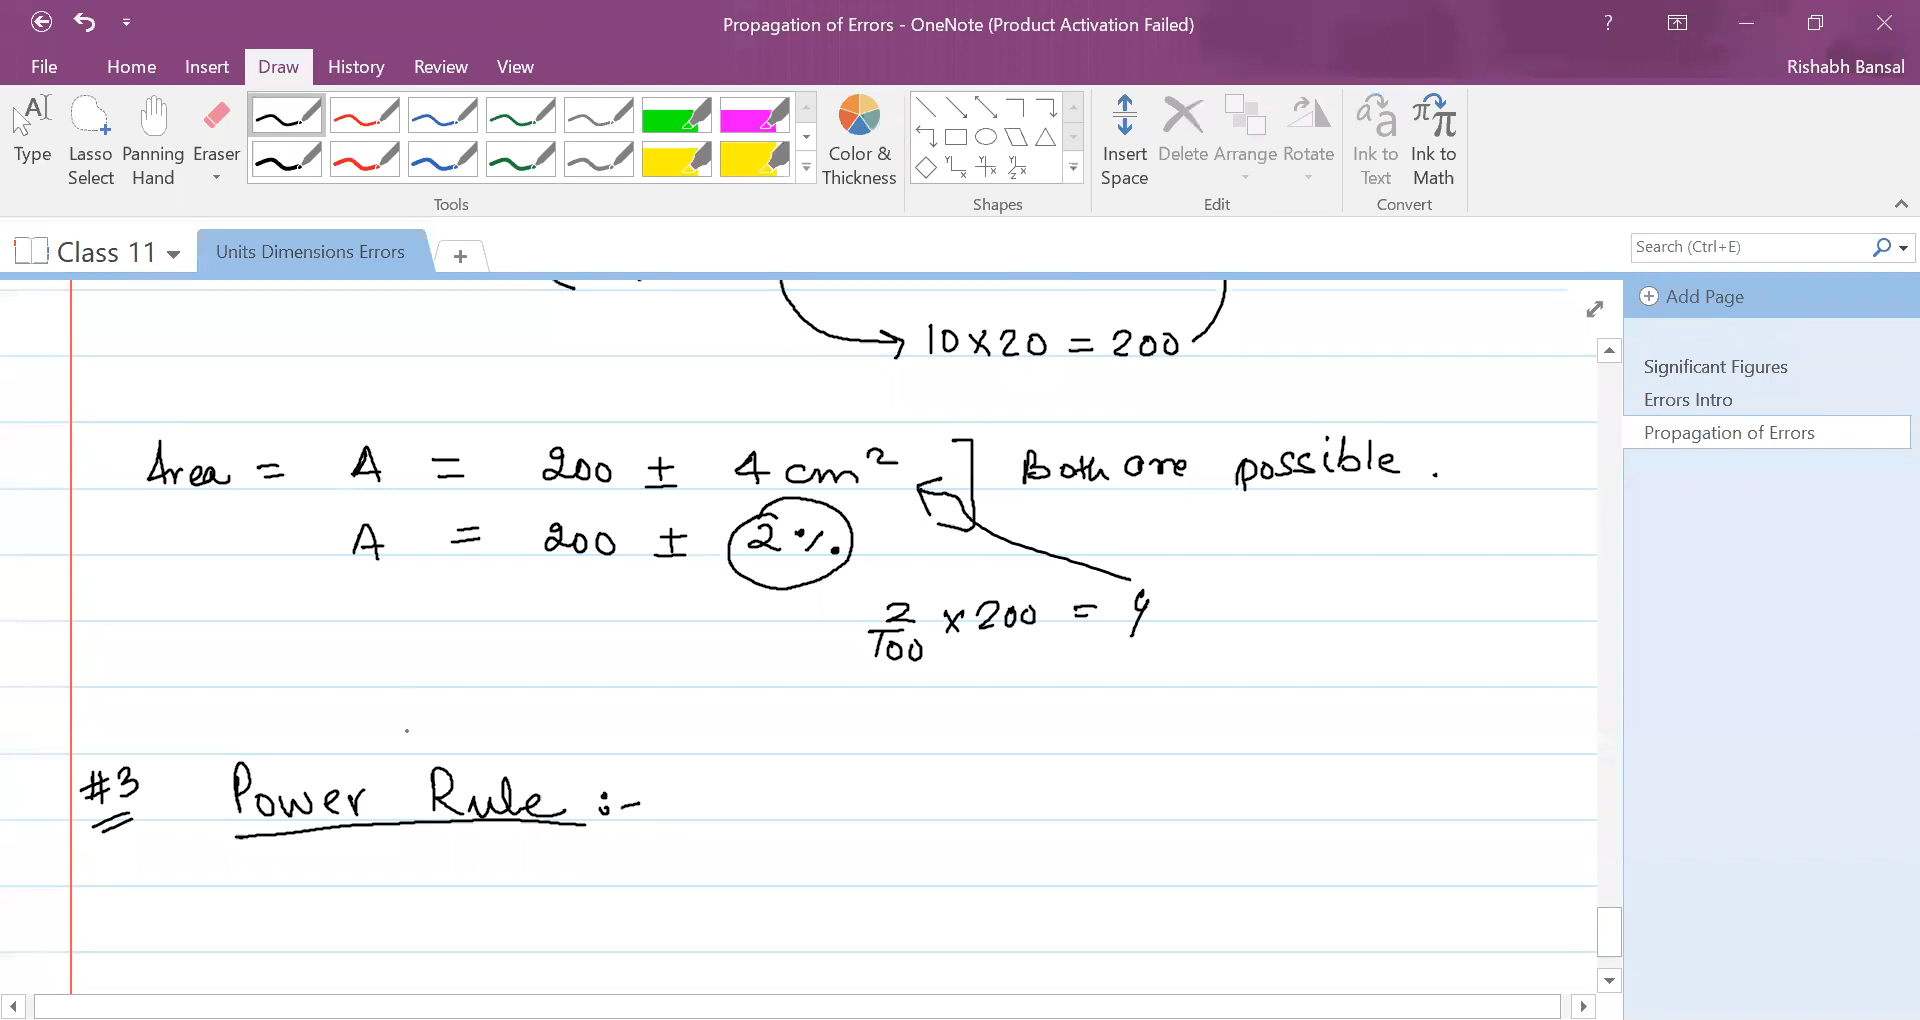 Propagation of Errors - OneNote (Product Activation Failed)
?
File Home Insert Draw History Review View
Rishabh Bansal
Type
Lasso Select
Panning Hand
Eraser
Color & Thickness
Insert Space
Delete
Arrange
Rotate
Ink to Text
Ink to Math
Tools
Shapes
Edit
Convert
Class 11
Units Dimensions Errors
+
Search (Ctrl+E)
Add Page
Significant Figures
Errors Intro
Propagation of Errors
10 × 20 = 200
Area = A = 200 ± 4 cm² ] Both are possible.
A = 200 ± 2 %.
2/100 × 200 = 4
#3 Power Rule :-